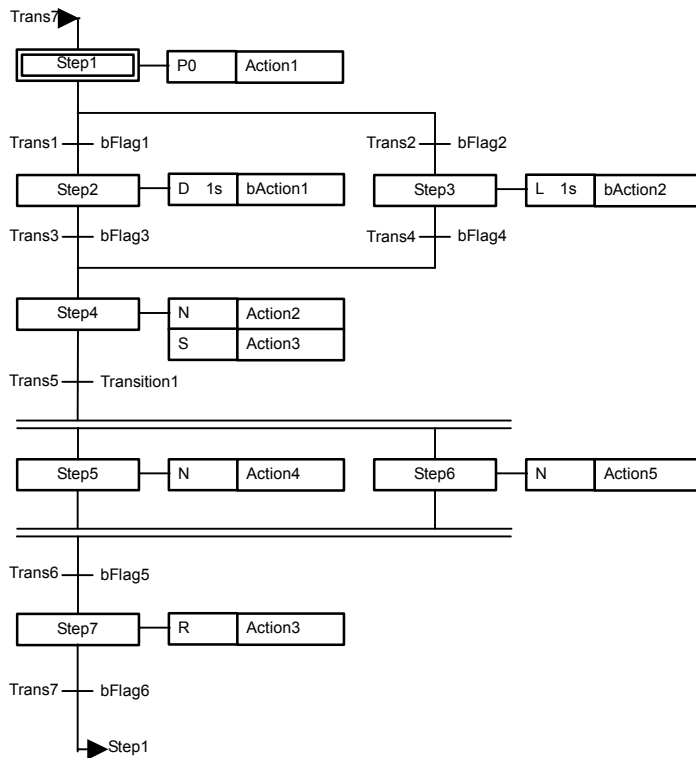 Trans7
Step1 P0 Action1
Trans1 bFlag1 Trans2 bFlag2
Step2 D 1s bAction1 Step3 L 1s bAction2
Trans3 bFlag3 Trans4 bFlag4
Step4 N Action2
S Action3
Trans5 Transition1
Step5 N Action4 Step6 N Action5
Trans6 bFlag5
Step7 R Action3
Trans7 bFlag6
Step1